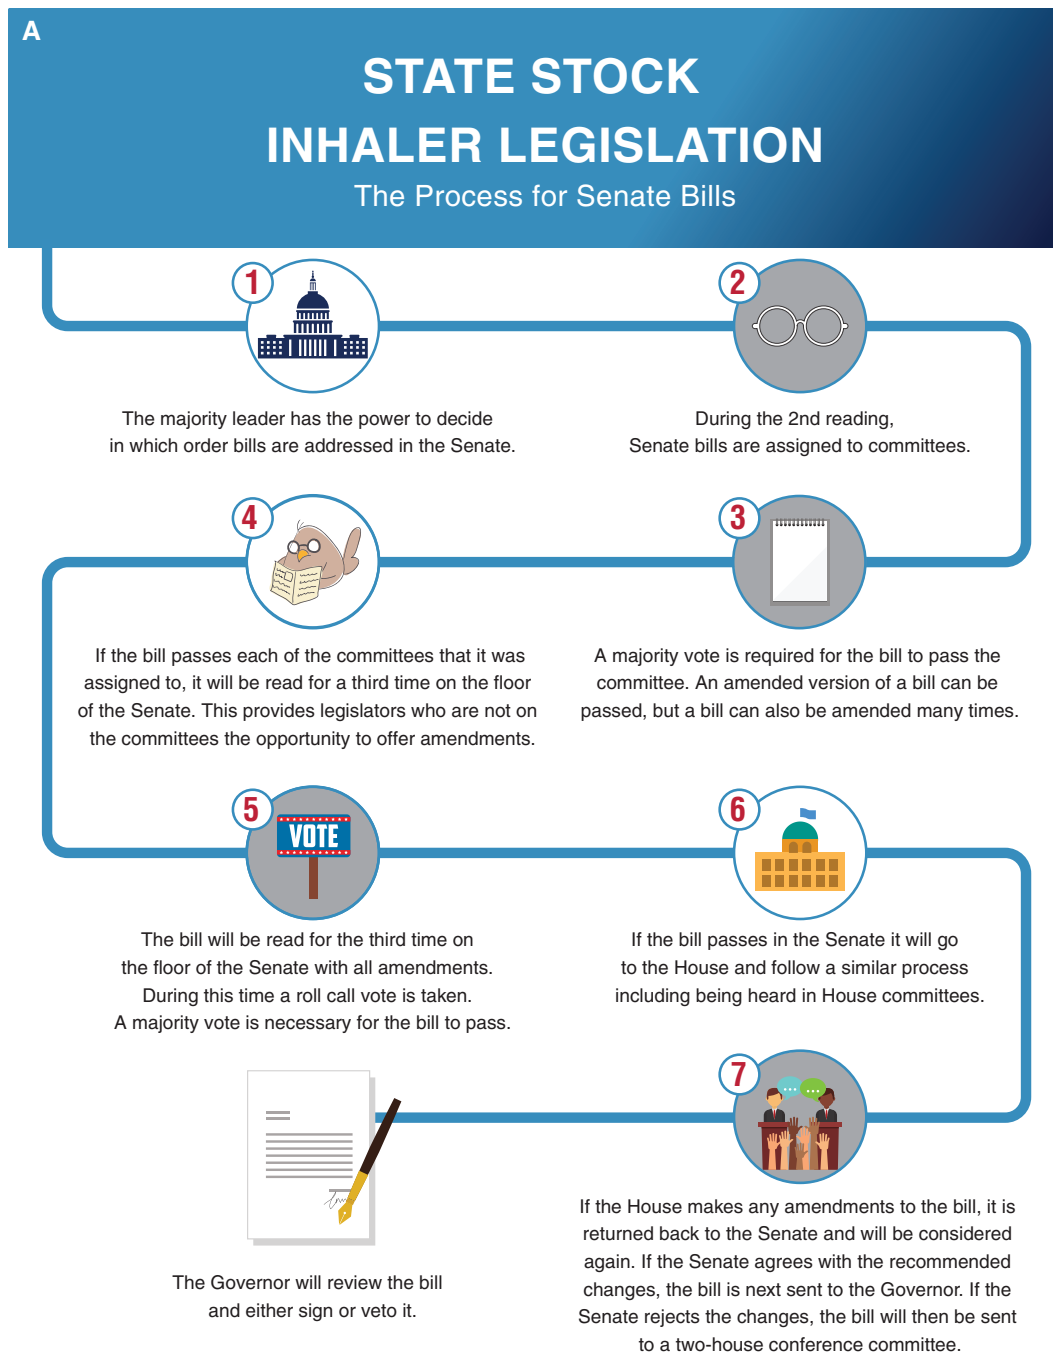 A
STATE STOCK
INHALER LEGISLATION
The Process for Senate Bills
1
The majority leader has the power to decide
in which order bills are addressed in the Senate.
2
During the 2nd reading,
Senate bills are assigned to committees.
3
A majority vote is required for the bill to pass the
committee. An amended version of a bill can be
passed, but a bill can also be amended many times.
4
If the bill passes each of the committees that it was
assigned to, it will be read for a third time on the floor
of the Senate. This provides legislators who are not on
the committees the opportunity to offer amendments.
5
VOTE
The bill will be read for the third time on
the floor of the Senate with all amendments.
During this time a roll call vote is taken.
A majority vote is necessary for the bill to pass.
6
If the bill passes in the Senate it will go
to the House and follow a similar process
including being heard in House committees.
7
If the House makes any amendments to the bill, it is
returned back to the Senate and will be considered
again. If the Senate agrees with the recommended
changes, the bill is next sent to the Governor. If the
Senate rejects the changes, the bill will then be sent
to a two-house conference committee.
The Governor will review the bill
and either sign or veto it.